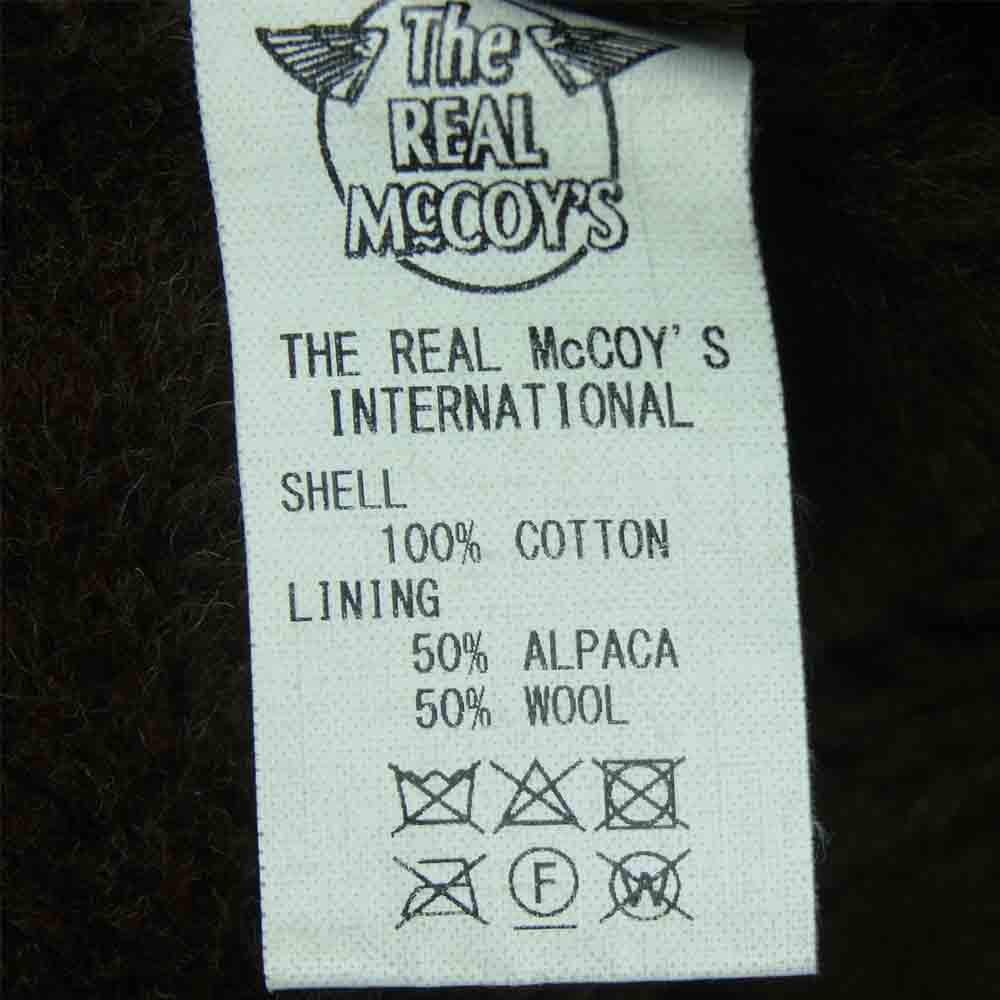 The
REAL
McCOY'S
THE REAL McCOY'S
INTERNATIONAL
SHELL
100% COTTON
LINING
50% ALPACA
50% WOOL
F W